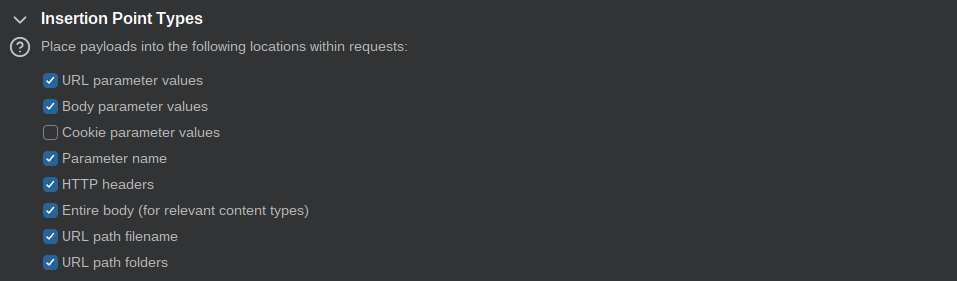 Insertion Point Types
Place payloads into the following locations within requests:
URL parameter values
Body parameter values
Cookie parameter values
Parameter name
HTTP headers
Entire body (for relevant content types)
URL path filename
URL path folders